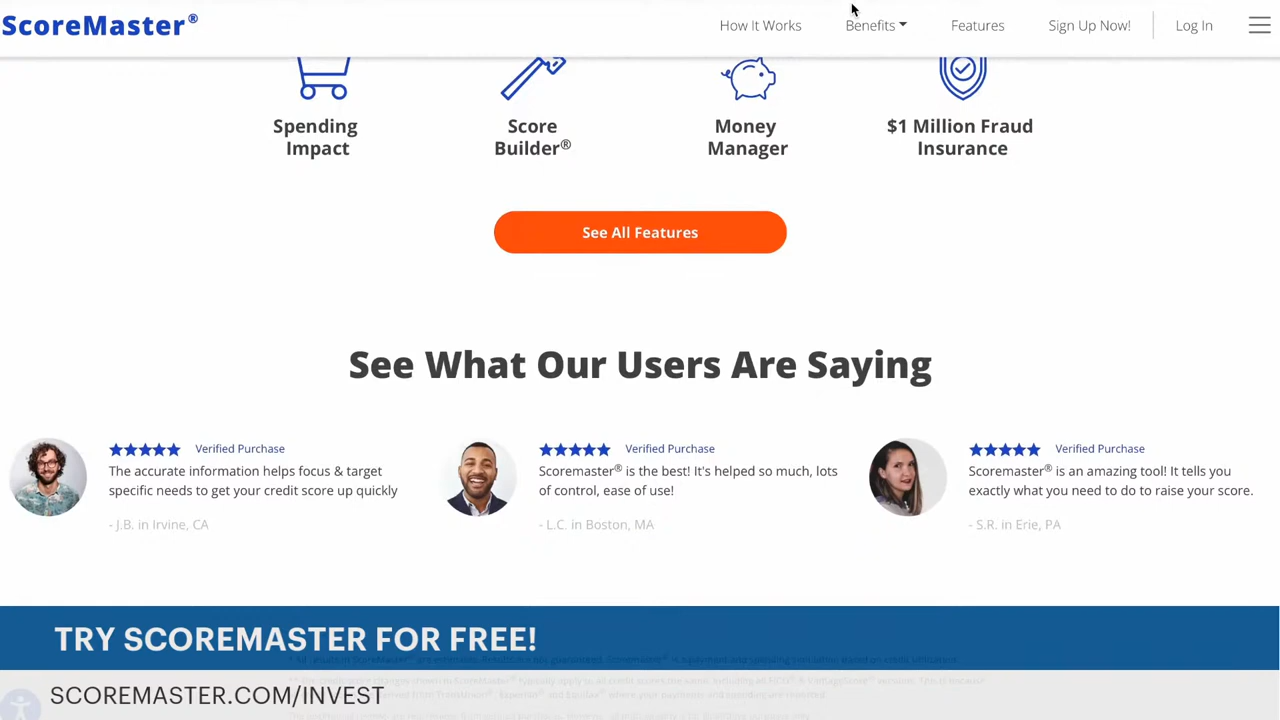 ScoreMaster®
How It Works Benefits Features Sign Up Now! Log In
Spending Impact
Score Builder®
Money Manager
$1 Million Fraud Insurance
See All Features
See What Our Users Are Saying
Verified Purchase
The accurate information helps focus & target
specific needs to get your credit score up quickly
- J.B. in Irvine, CA
Verified Purchase
Scoremaster® is the best! It's helped so much, lots
of control, ease of use!
- L.C. in Boston, MA
Verified Purchase
Scoremaster® is an amazing tool! It tells you
exactly what you need to do to raise your score.
- S.R. in Erie, PA
TRY SCOREMASTER FOR FREE!
SCOREMASTER.COM/INVEST